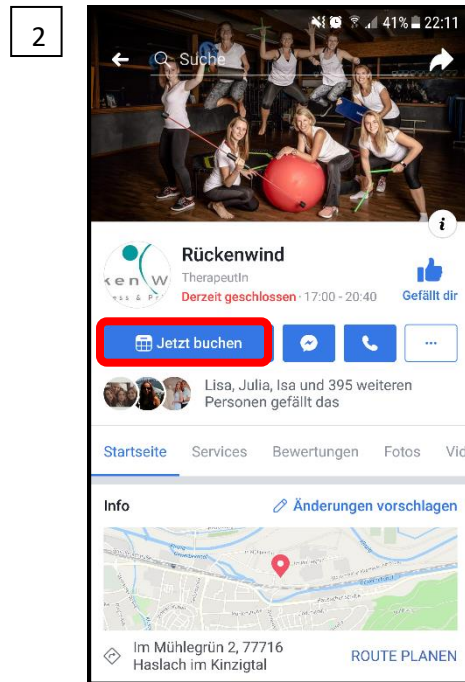 2
41% 22:11
Suche
Rückenwind
ken W
TherapeutIn
Derzeit geschlossen · 17:00 - 20:40
Gefällt dir
Jetzt buchen
Lisa, Julia, Isa und 395 weiteren
Personen gefällt das
Startseite Services Bewertungen Fotos Vid
Info
Änderungen vorschlagen
Im Mühlegrün 2, 77716
Haslach im Kinzigtal
ROUTE PLANEN